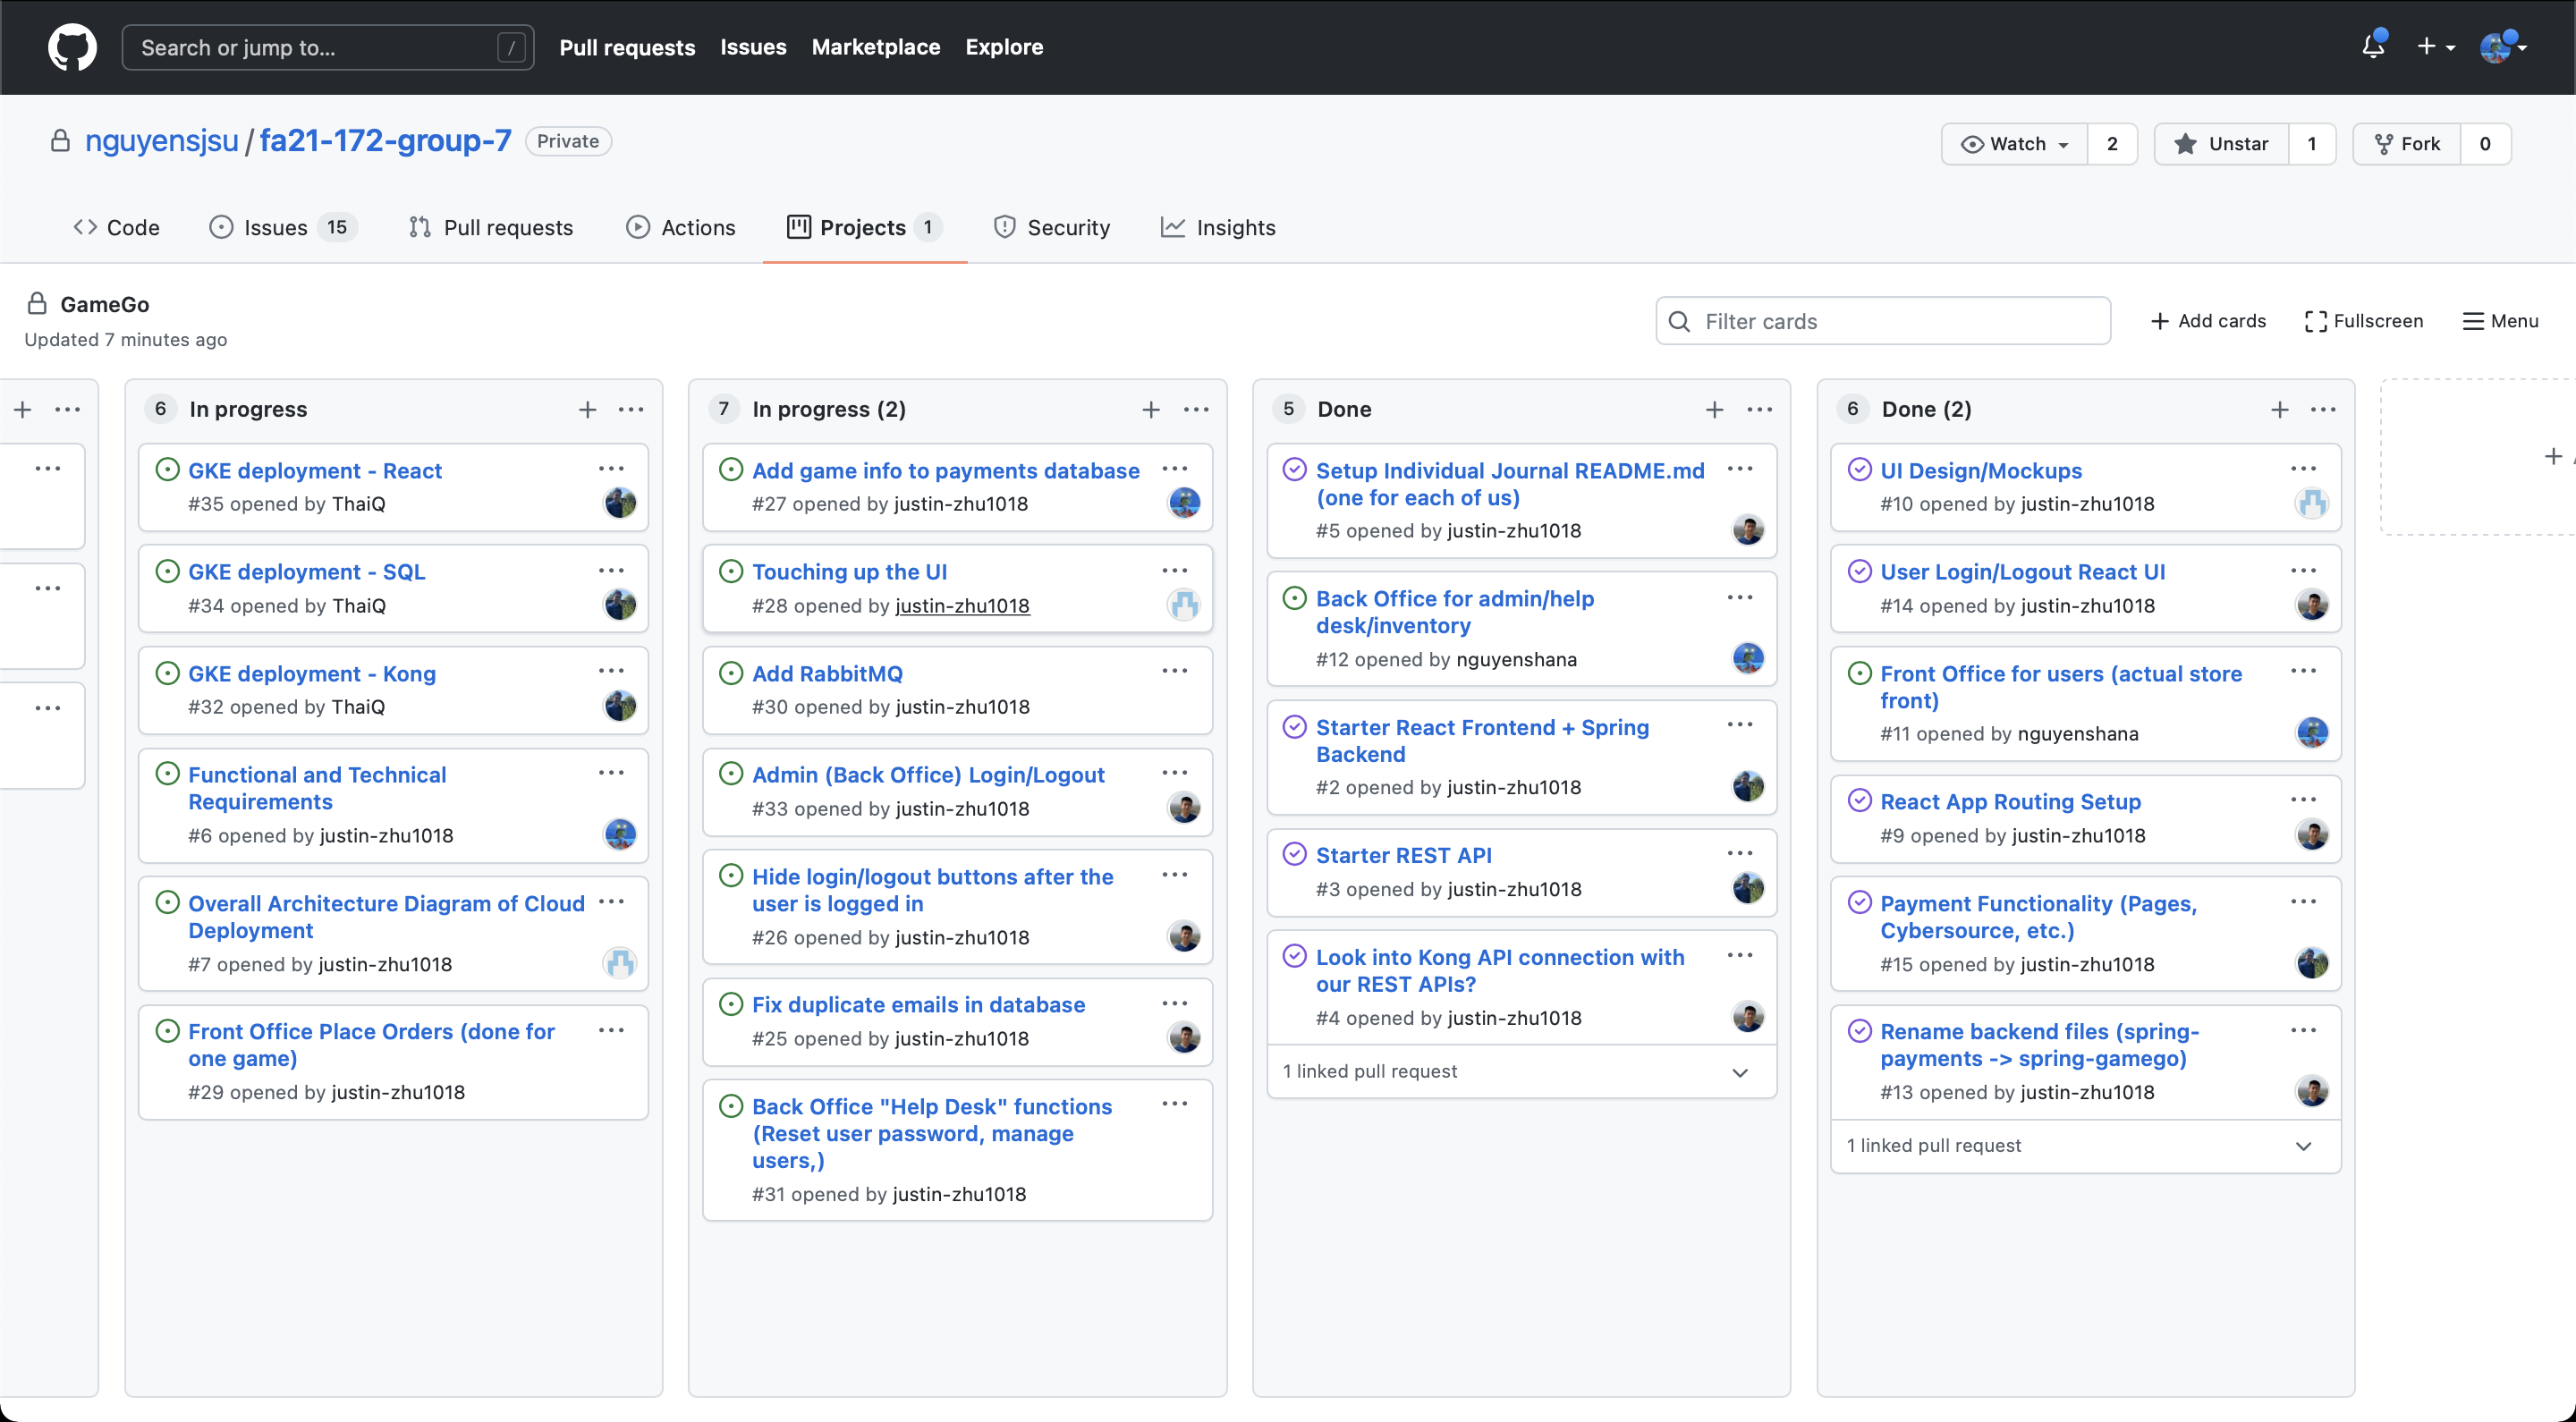 Search or jump to...
/
Pull requests
Issues
Marketplace
Explore
nguyensjsu / fa21-172-group-7
Private
Watch
2
Unstar
1
Fork
0
Code
Issues 15
Pull requests
Actions
Projects 1
Security
Insights
GameGo
Updated 7 minutes ago
Filter cards
Add cards
Fullscreen
Menu
6 In progress
GKE deployment - React
#35 opened by ThaiQ
GKE deployment - SQL
#34 opened by ThaiQ
GKE deployment - Kong
#32 opened by ThaiQ
Functional and Technical
Requirements
#6 opened by justin-zhu1018
Overall Architecture Diagram of Cloud
Deployment
#7 opened by justin-zhu1018
Front Office Place Orders (done for
one game)
#29 opened by justin-zhu1018
7 In progress (2)
Add game info to payments database
#27 opened by justin-zhu1018
Touching up the UI
#28 opened by justin-zhu1018
Add RabbitMQ
#30 opened by justin-zhu1018
Admin (Back Office) Login/Logout
#33 opened by justin-zhu1018
Hide login/logout buttons after the
user is logged in
#26 opened by justin-zhu1018
Fix duplicate emails in database
#25 opened by justin-zhu1018
Back Office "Help Desk" functions
(Reset user password, manage
users,)
#31 opened by justin-zhu1018
5 Done
Setup Individual Journal README.md
(one for each of us)
#5 opened by justin-zhu1018
Back Office for admin/help
desk/inventory
#12 opened by nguyenshana
Starter React Frontend + Spring
Backend
#2 opened by justin-zhu1018
Starter REST API
#3 opened by justin-zhu1018
Look into Kong API connection with
our REST APIs?
#4 opened by justin-zhu1018
1 linked pull request
6 Done (2)
UI Design/Mockups
#10 opened by justin-zhu1018
User Login/Logout React UI
#14 opened by justin-zhu1018
Front Office for users (actual store
front)
#11 opened by nguyenshana
React App Routing Setup
#9 opened by justin-zhu1018
Payment Functionality (Pages,
Cybersource, etc.)
#15 opened by justin-zhu1018
Rename backend files (spring-
payments -> spring-gamego)
#13 opened by justin-zhu1018
1 linked pull request